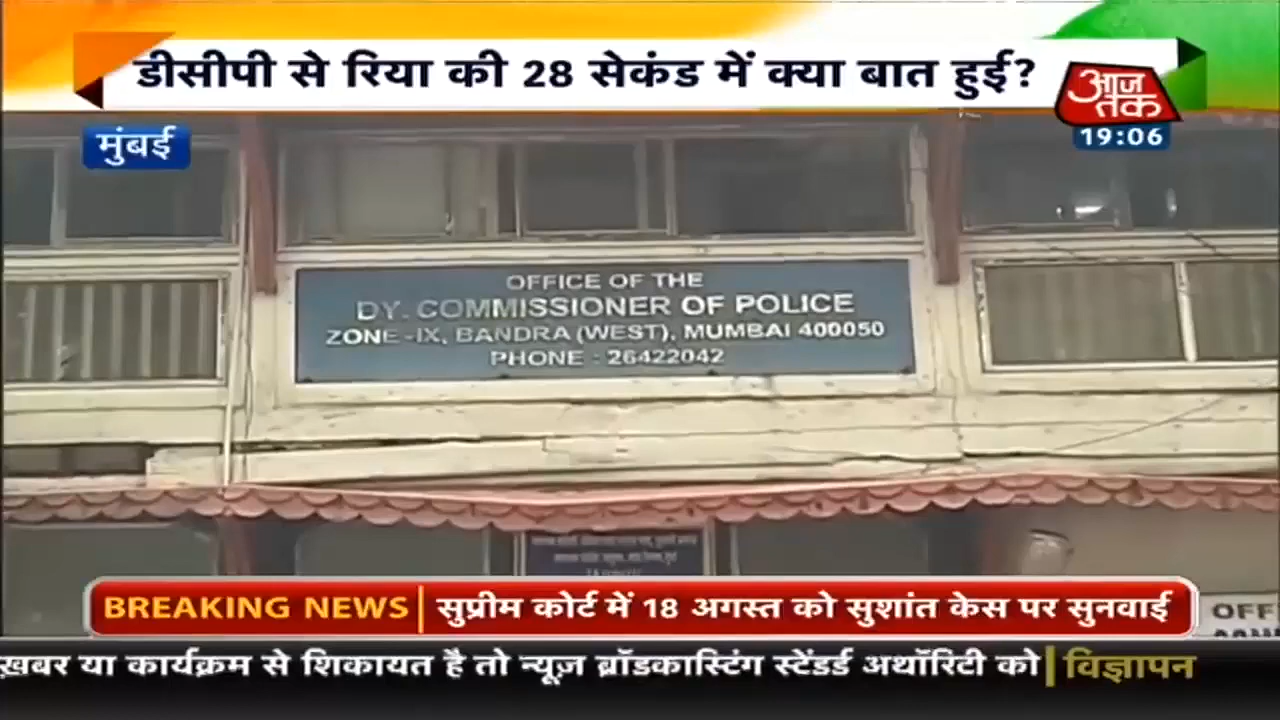 डीसीपी से रिया की 28 सेकंड में क्या बात हुई?
आज
तक
19:06
मुंबई
OFFICE OF THE
DY. COMMISSIONER OF POLICE
ZONE-IX, BANDRA (WEST), MUMBAI 400050
PHONE : 26422042
BREAKING NEWS
सुप्रीम कोर्ट में 18 अगस्त को सुशांत केस पर सुनवाई
ख़बर या कार्यक्रम से शिकायत है तो न्यूज़ ब्रॉडकास्टिंग स्टेंडर्ड अथॉरिटी को
विज्ञापन